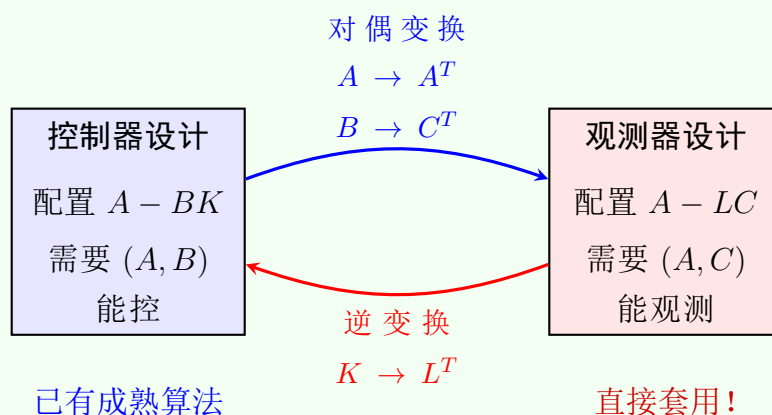 对偶变换
A → A^T
B → C^T
控制器设计
配置 A − BK
需要 (A, B)
能控
观测器设计
配置 A − LC
需要 (A, C)
能观测
逆变换
K → L^T
已有成熟算法
直接套用！